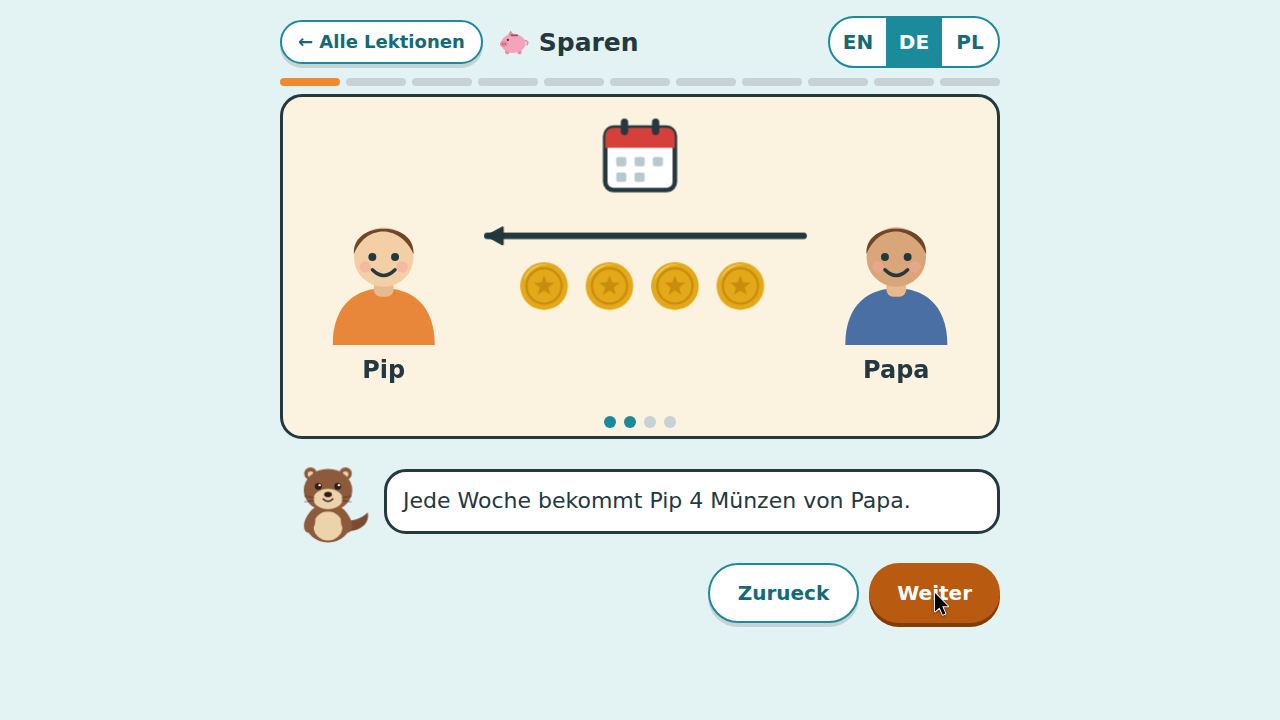 ← Alle Lektionen
Sparen
EN DE PL
Pip
Papa
Jede Woche bekommt Pip 4 Münzen von Papa.
Zurueck
Weiter